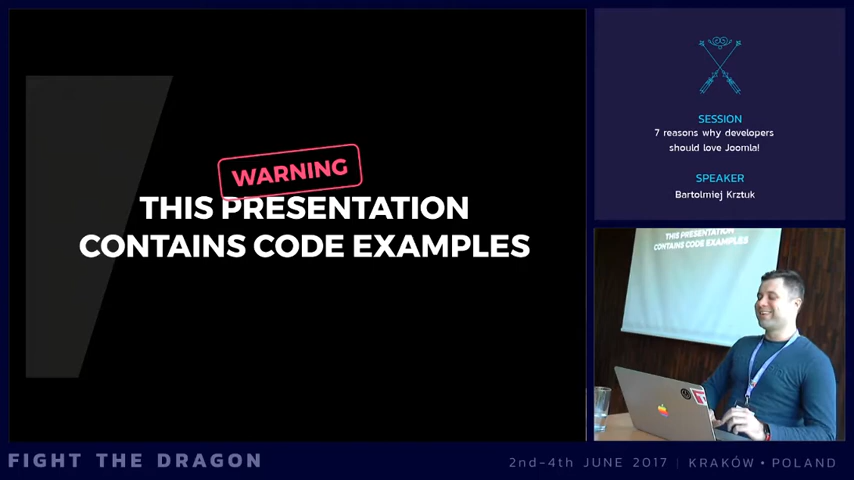 WARNING
THIS PRESENTATION
CONTAINS CODE EXAMPLES
SESSION
7 reasons why developers
should love Joomla!
SPEAKER
Bartolmiej Krztuk
THIS PRESENTATION
CONTAINS CODE EXAMPLES
FIGHT THE DRAGON
2nd-4th JUNE 2017 | KRAKÓW • POLAND